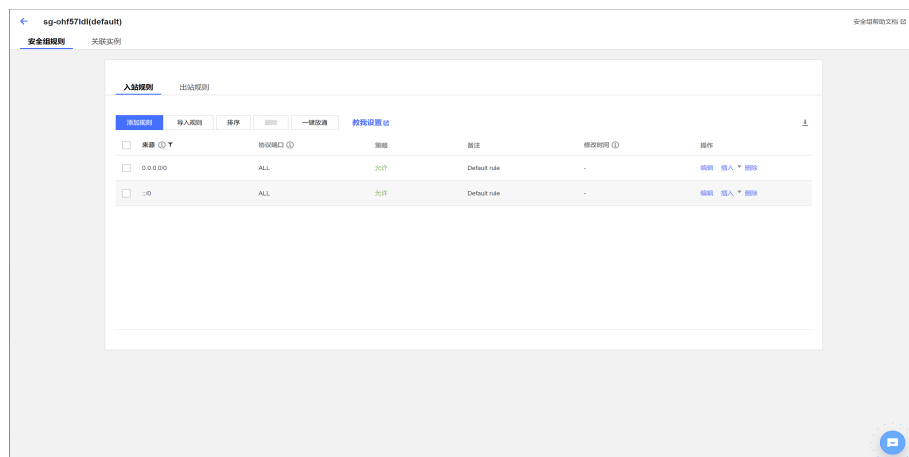 sg-ohf57ldl(default)
安全组帮助文档
安全组规则 关联实例
入站规则 出站规则
添加规则 导入规则 排序 删除 一键放通 教我设置
来源 协议端口 策略 备注 修改时间 操作
0.0.0.0/0 ALL 允许 Default rule - 编辑 插入 删除
::/0 ALL 允许 Default rule - 编辑 插入 删除